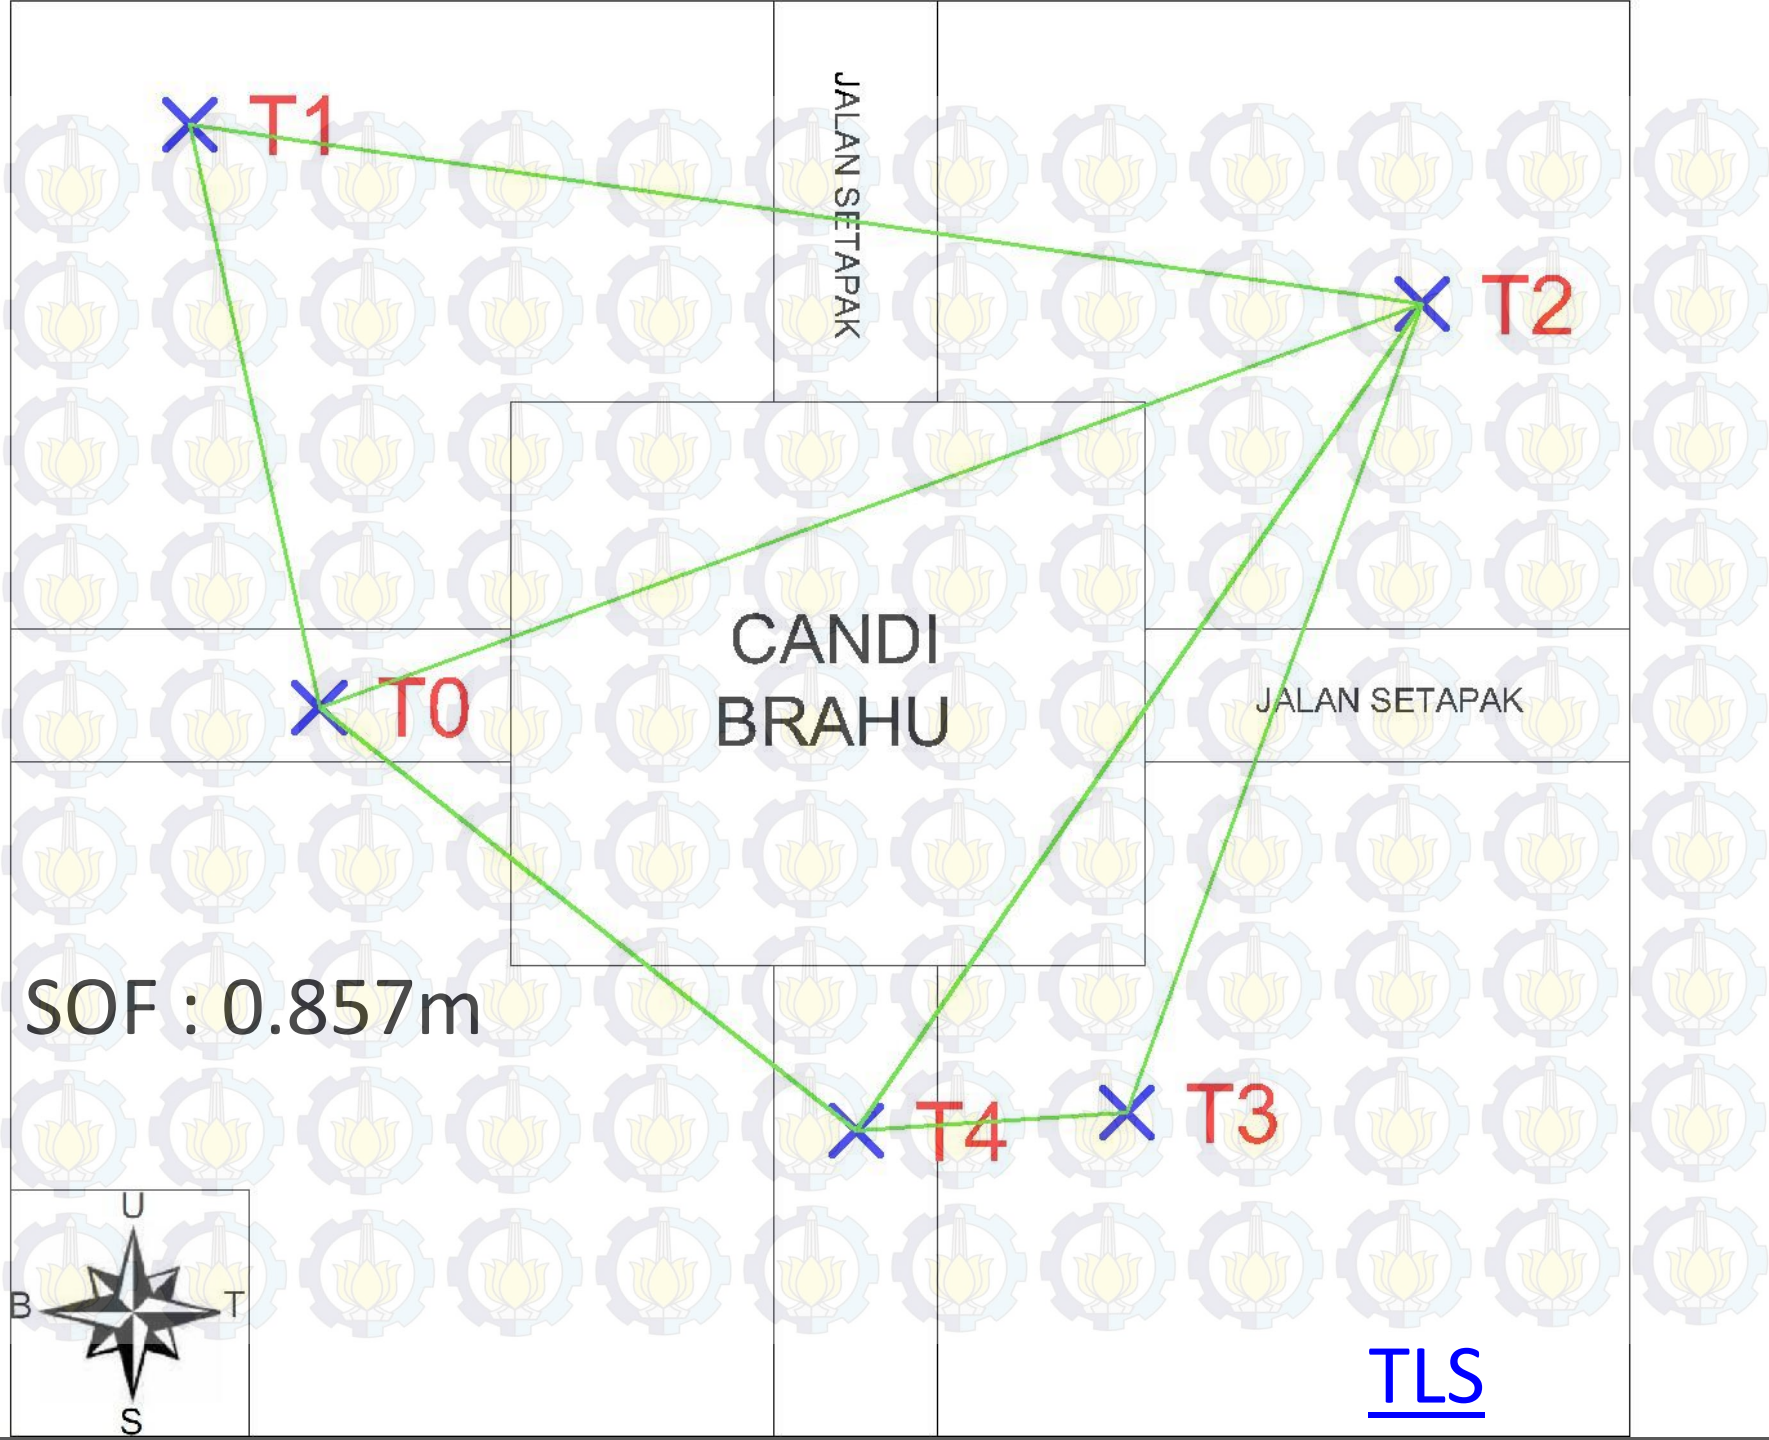 T1
JALAN SETAPAK
T2
CANDI
BRAHU
T0
JALAN SETAPAK
SOF : 0.857m
T4
T3
U
B
T
S
TLS